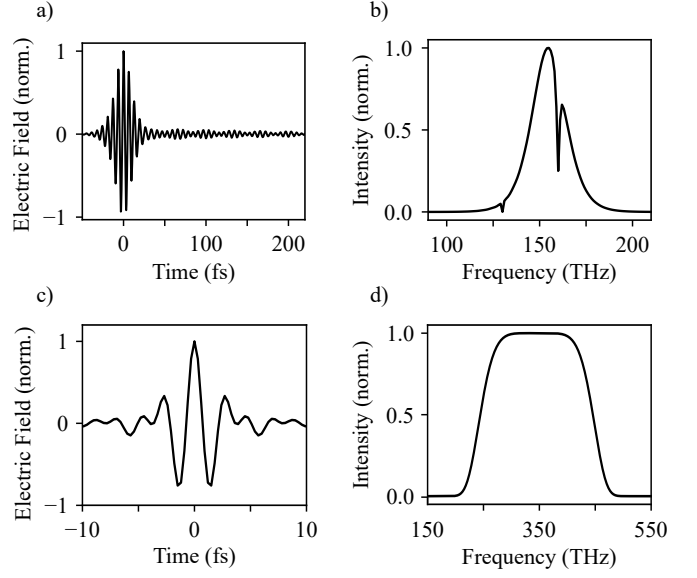 a)
Electric Field (norm.)
1
0
−1
0
100
200
Time (fs)
b)
Intensity (norm.)
1.0
0.5
0.0
100
150
200
Frequency (THz)
c)
Electric Field (norm.)
1
0
−1
−10
0
10
Time (fs)
d)
Intensity (norm.)
1.0
0.5
0.0
150
350
550
Frequency (THz)